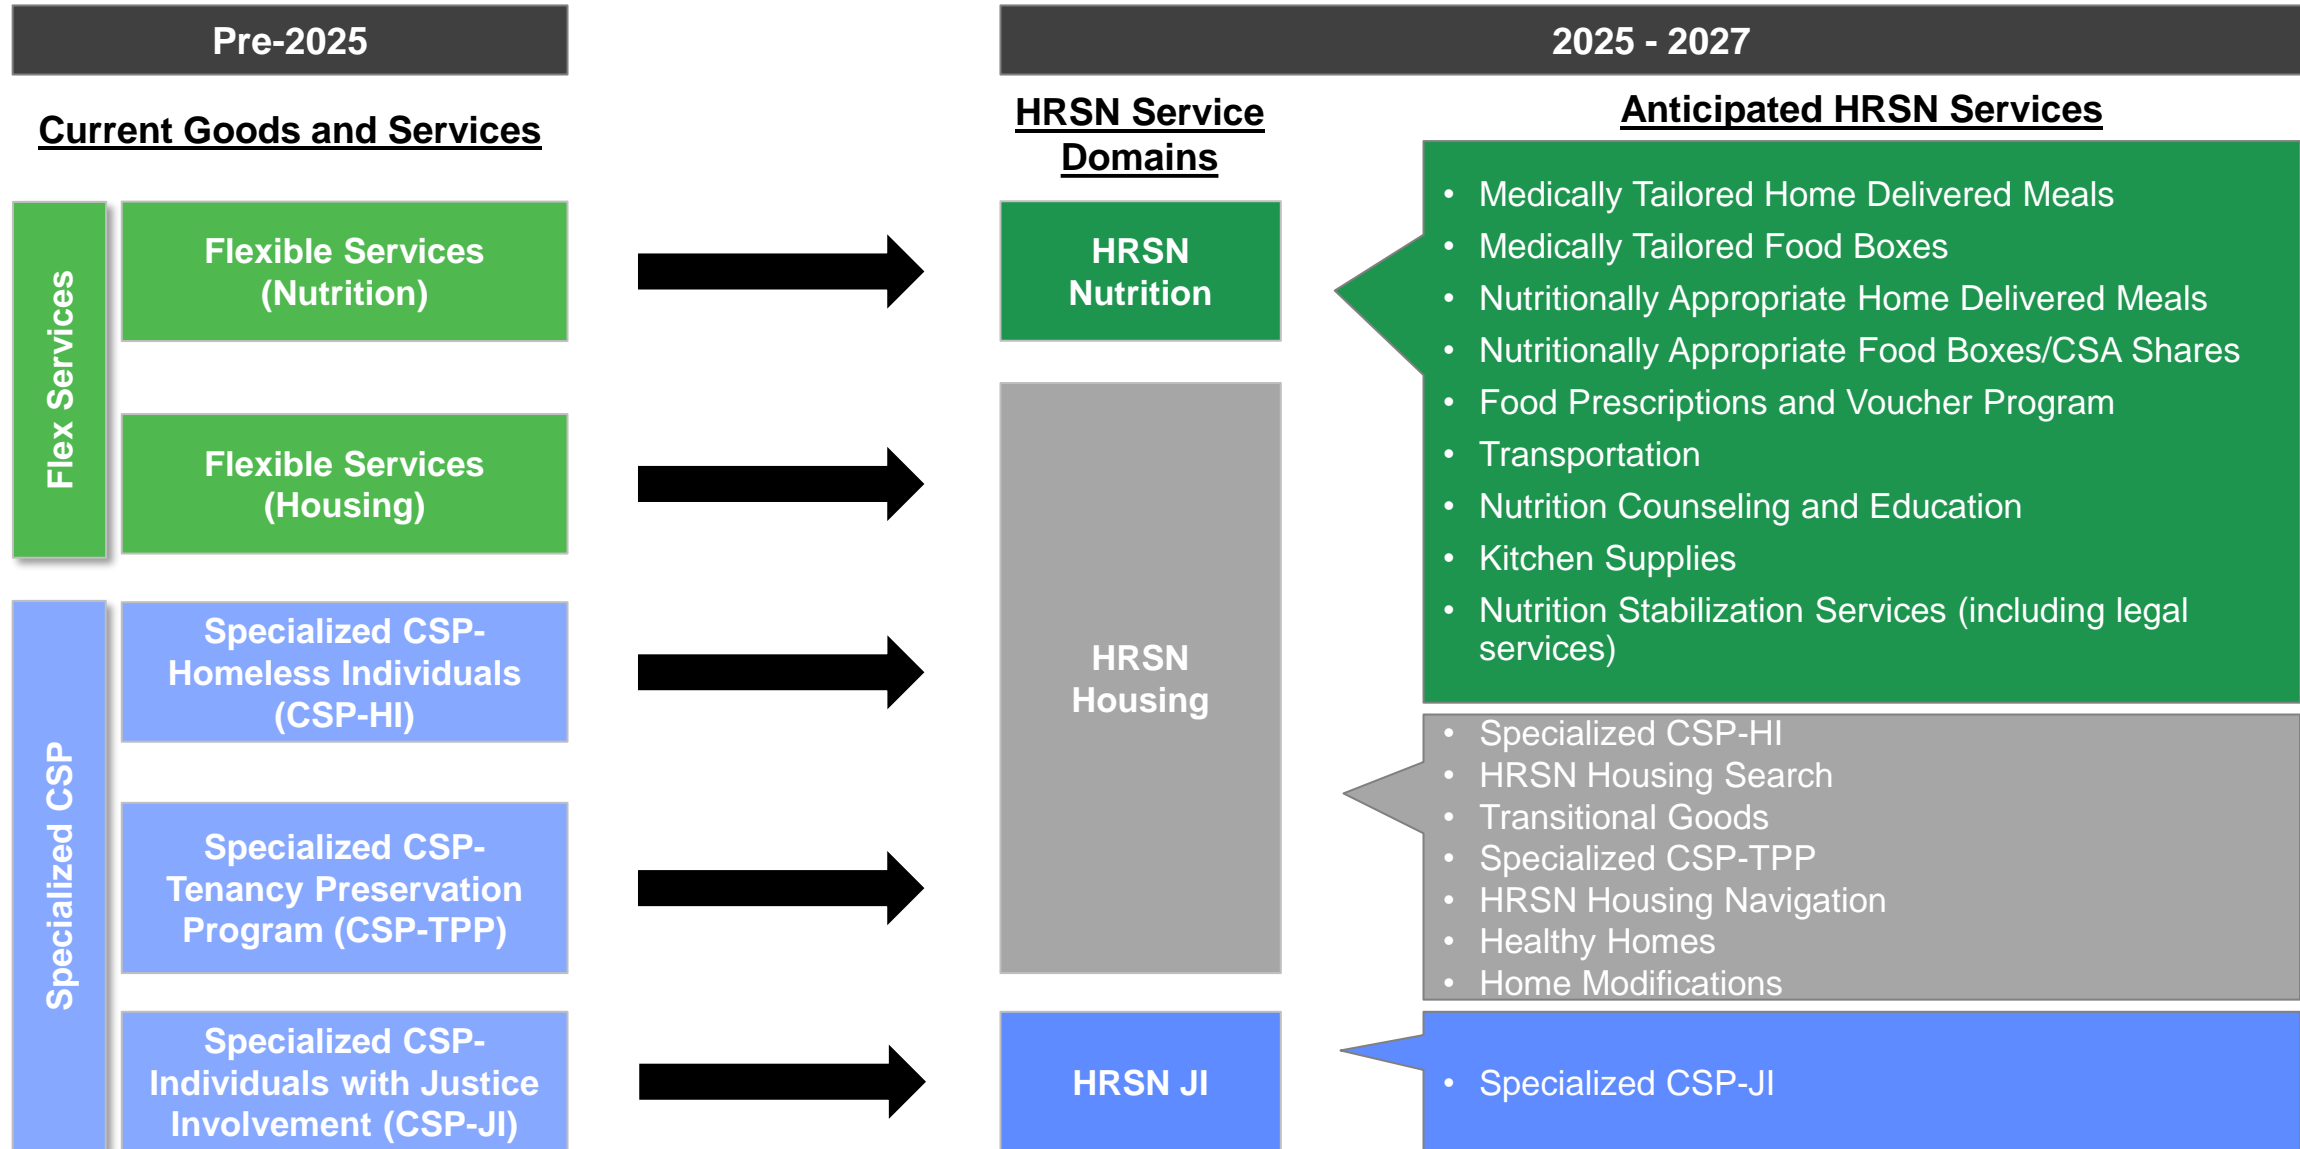 Pre-2025
2025 - 2027
Current Goods and Services
HRSN Service
Domains
Anticipated HRSN Services
Flex Services
Flexible Services
(Nutrition)
Flexible Services
(Housing)
Specialized CSP
Specialized CSP-
Homeless Individuals
(CSP-HI)
Specialized CSP-
Tenancy Preservation
Program (CSP-TPP)
Specialized CSP-
Individuals with Justice
Involvement (CSP-JI)
HRSN
Nutrition
HRSN
Housing
HRSN JI
• Medically Tailored Home Delivered Meals
• Medically Tailored Food Boxes
• Nutritionally Appropriate Home Delivered Meals
• Nutritionally Appropriate Food Boxes/CSA Shares
• Food Prescriptions and Voucher Program
• Transportation
• Nutrition Counseling and Education
• Kitchen Supplies
• Nutrition Stabilization Services (including legal
services)
• Specialized CSP-HI
• HRSN Housing Search
• Transitional Goods
• Specialized CSP-TPP
• HRSN Housing Navigation
• Healthy Homes
• Home Modifications
• Specialized CSP-JI